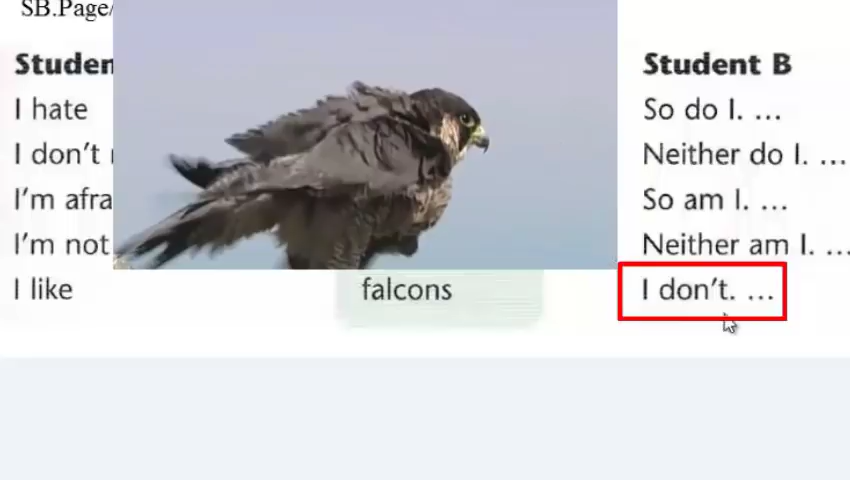 SB.Page/
Studen Student B
I hate So do I. ...
I don't Neither do I. ...
I'm afra So am I. ...
I'm not Neither am I. ...
I like falcons I don't. ...